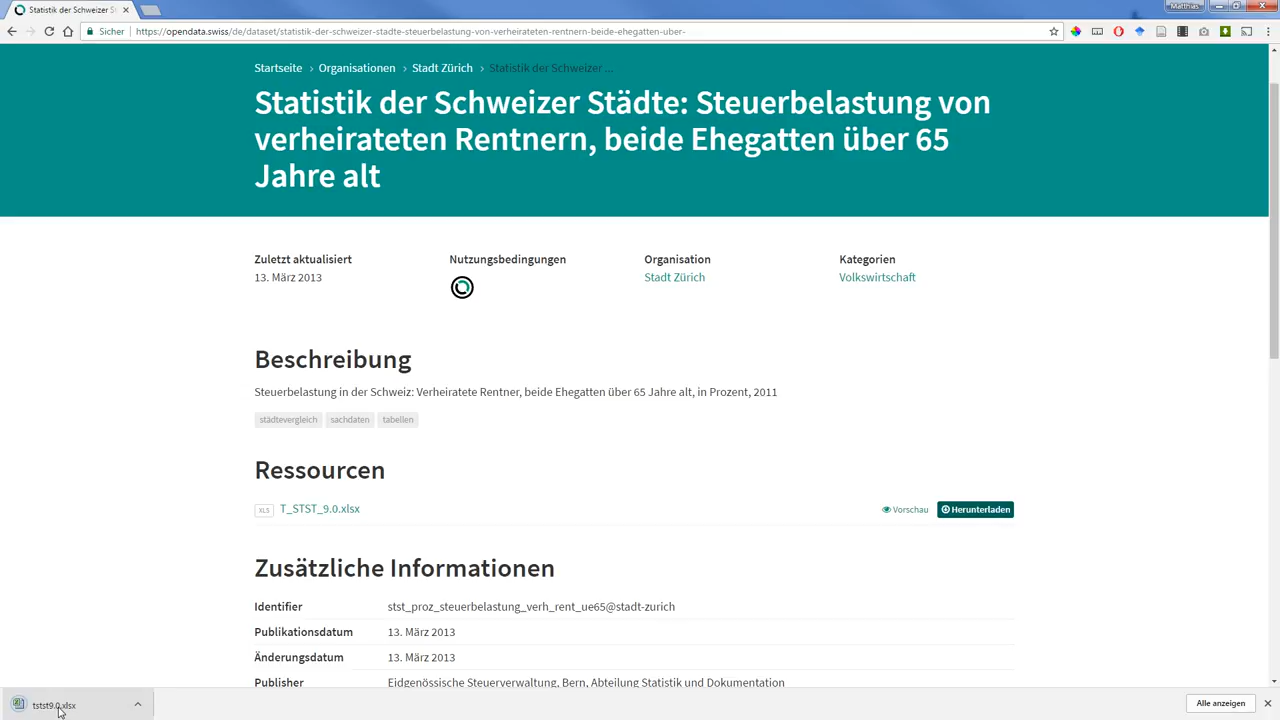 Statistik der Schweizer S
Matthias
Sicher
https://opendata.swiss/de/dataset/statistik-der-schweizer-stadte-steuerbelastung-von-verheirateten-rentnern-beide-ehegatten-uber-
Startseite › Organisationen › Stadt Zürich › Statistik der Schweizer ...
Statistik der Schweizer Städte: Steuerbelastung von
verheirateten Rentnern, beide Ehegatten über 65
Jahre alt
Zuletzt aktualisiert Nutzungsbedingungen Organisation Kategorien
13. März 2013 Stadt Zürich Volkswirtschaft
Beschreibung
Steuerbelastung in der Schweiz: Verheiratete Rentner, beide Ehegatten über 65 Jahre alt, in Prozent, 2011
städtevergleich sachdaten tabellen
Ressourcen
XLS T_STST_9.0.xlsx Vorschau Herunterladen
Zusätzliche Informationen
Identifier stst_proz_steuerbelastung_verh_rent_ue65@stadt-zurich
Publikationsdatum 13. März 2013
Änderungsdatum 13. März 2013
Publisher Eidgenössische Steuerverwaltung, Bern, Abteilung Statistik und Dokumentation
tstst9.0.xlsx Alle anzeigen